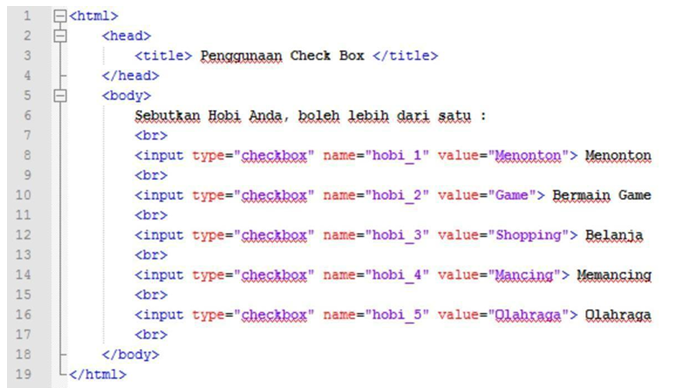 1 <html>
2 <head>
3 <title> Penggunaan Check Box </title>
4 </head>
5 <body>
6 Sebutkan Hobi Anda, boleh lebih dari satu :
7 <br>
8 <input type="checkbox" name="hobi_1" value="Menonton"> Menonton
9 <br>
10 <input type="checkbox" name="hobi_2" value="Game"> Bermain Game
11 <br>
12 <input type="checkbox" name="hobi_3" value="Shopping"> Belanja
13 <br>
14 <input type="checkbox" name="hobi_4" value="Mancing"> Memancing
15 <br>
16 <input type="checkbox" name="hobi_5" value="Olahraga"> Olahraga
17 <br>
18 </body>
19 </html>